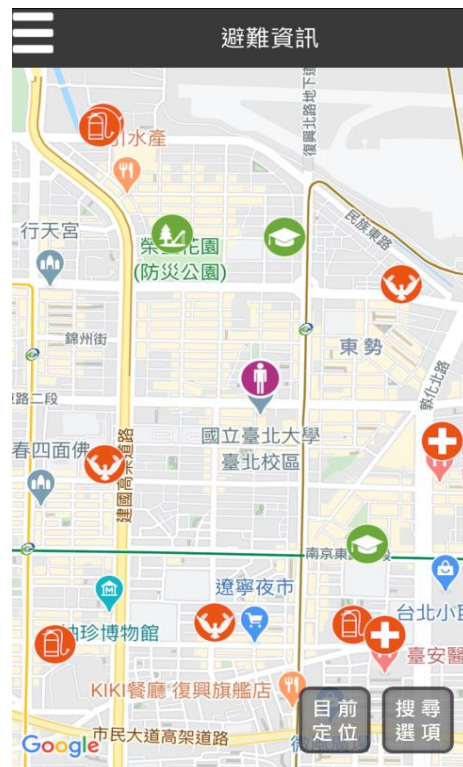 避難資訊
復興北路地下道
水產
行天宮
花園
(防災公園)
民族東路
錦州街
東勢
敦化北路
路二段
國立臺北大學
臺北校區
春四面佛
建國高架道路
南京東
遼寧夜市
台北小
珍博物館
臺安醫
KIKI餐廳 復興旗艦店
目前
定位
搜尋
選項
Google
市民大道高架道路
微